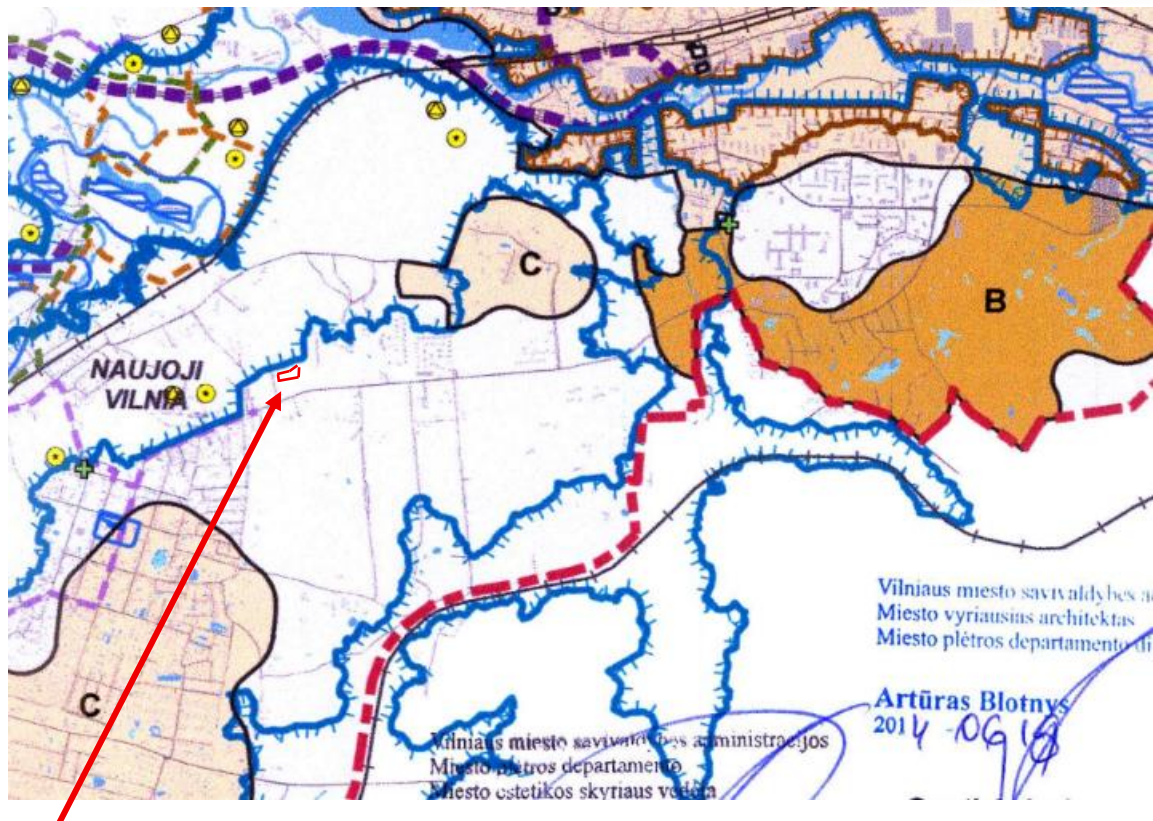 C
B
NAUJOJI
VILNIA
C
Vilniaus miesto savivaldybės
Miesto vyriausias architektas
Miesto plėtros departamento
Artūras Blotnys
2014-06-18
Vilniaus miesto savivaldybės administracijos
Miesto plėtros departamento
Miesto estetikos skyriaus vedėja